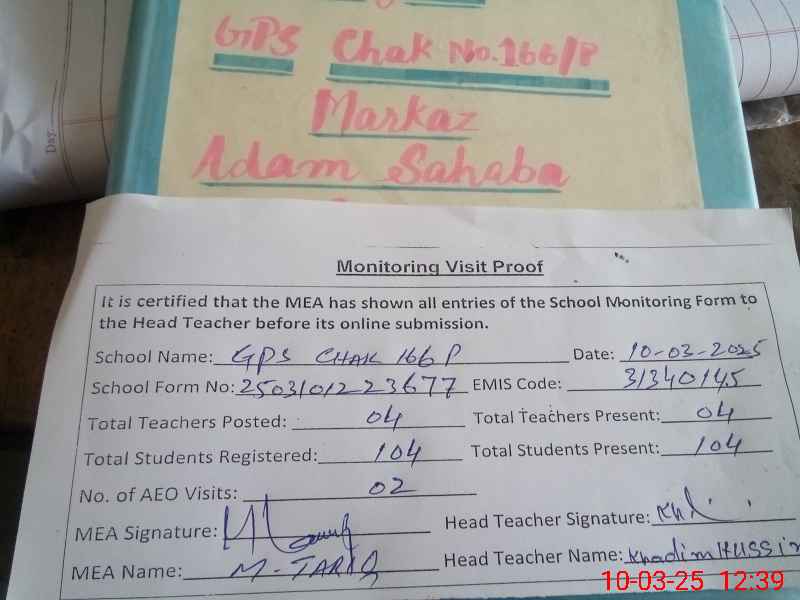 GPS Chak No.166/P
Markaz
Adam Sahaba
Day
Monitoring Visit Proof
It is certified that the MEA has shown all entries of the School Monitoring Form to
the Head Teacher before its online submission.
School Name: GPS CHAK 166 P Date: 10-03-2025
School Form No: 2503101223677 EMIS Code: 31340145
Total Teachers Posted: 04 Total Teachers Present: 04
Total Students Registered: 104 Total Students Present: 104
No. of AEO Visits: 02
MEA Signature: Head Teacher Signature:
MEA Name: M-TARIQ Head Teacher Name: Khadim HUSSIn
10-03-25 12:39